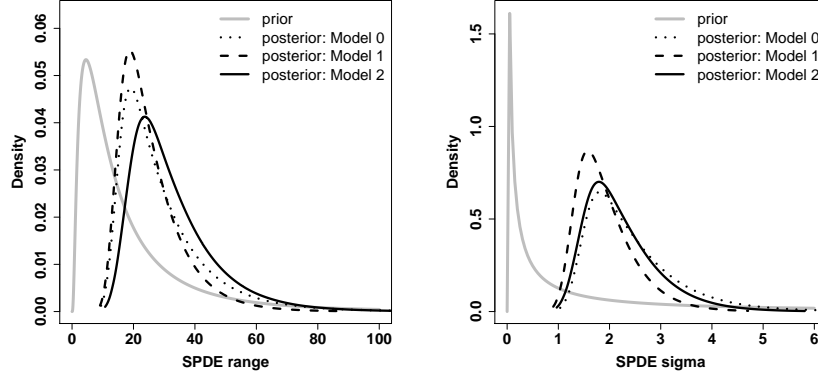 prior
posterior: Model 0
posterior: Model 1
posterior: Model 2
Density
0.00 0.01 0.02 0.03 0.04 0.05 0.06
0 20 40 60 80 100
SPDE range
prior
posterior: Model 0
posterior: Model 1
posterior: Model 2
Density
0.0 0.5 1.0 1.5
0 1 2 3 4 5 6
SPDE sigma